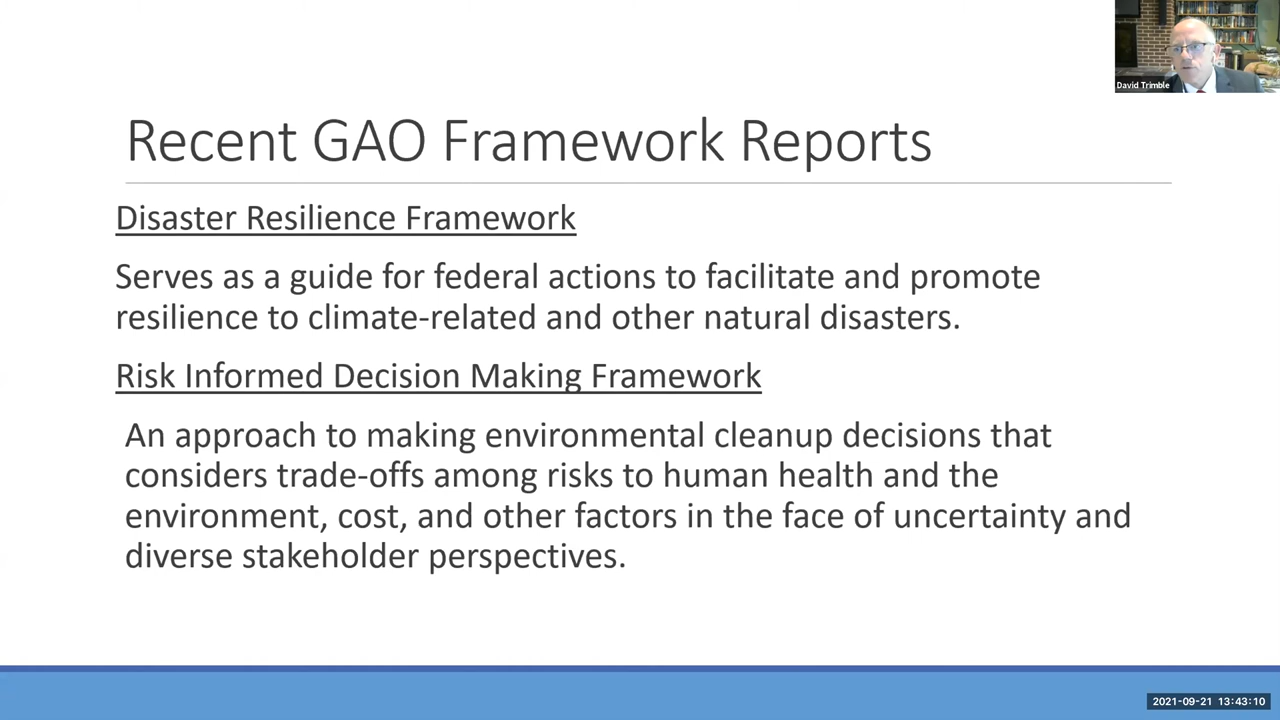 David Trimble
Recent GAO Framework Reports
Disaster Resilience Framework
Serves as a guide for federal actions to facilitate and promote
resilience to climate-related and other natural disasters.
Risk Informed Decision Making Framework
An approach to making environmental cleanup decisions that
considers trade-offs among risks to human health and the
environment, cost, and other factors in the face of uncertainty and
diverse stakeholder perspectives.
2021-09-21 13:43:10